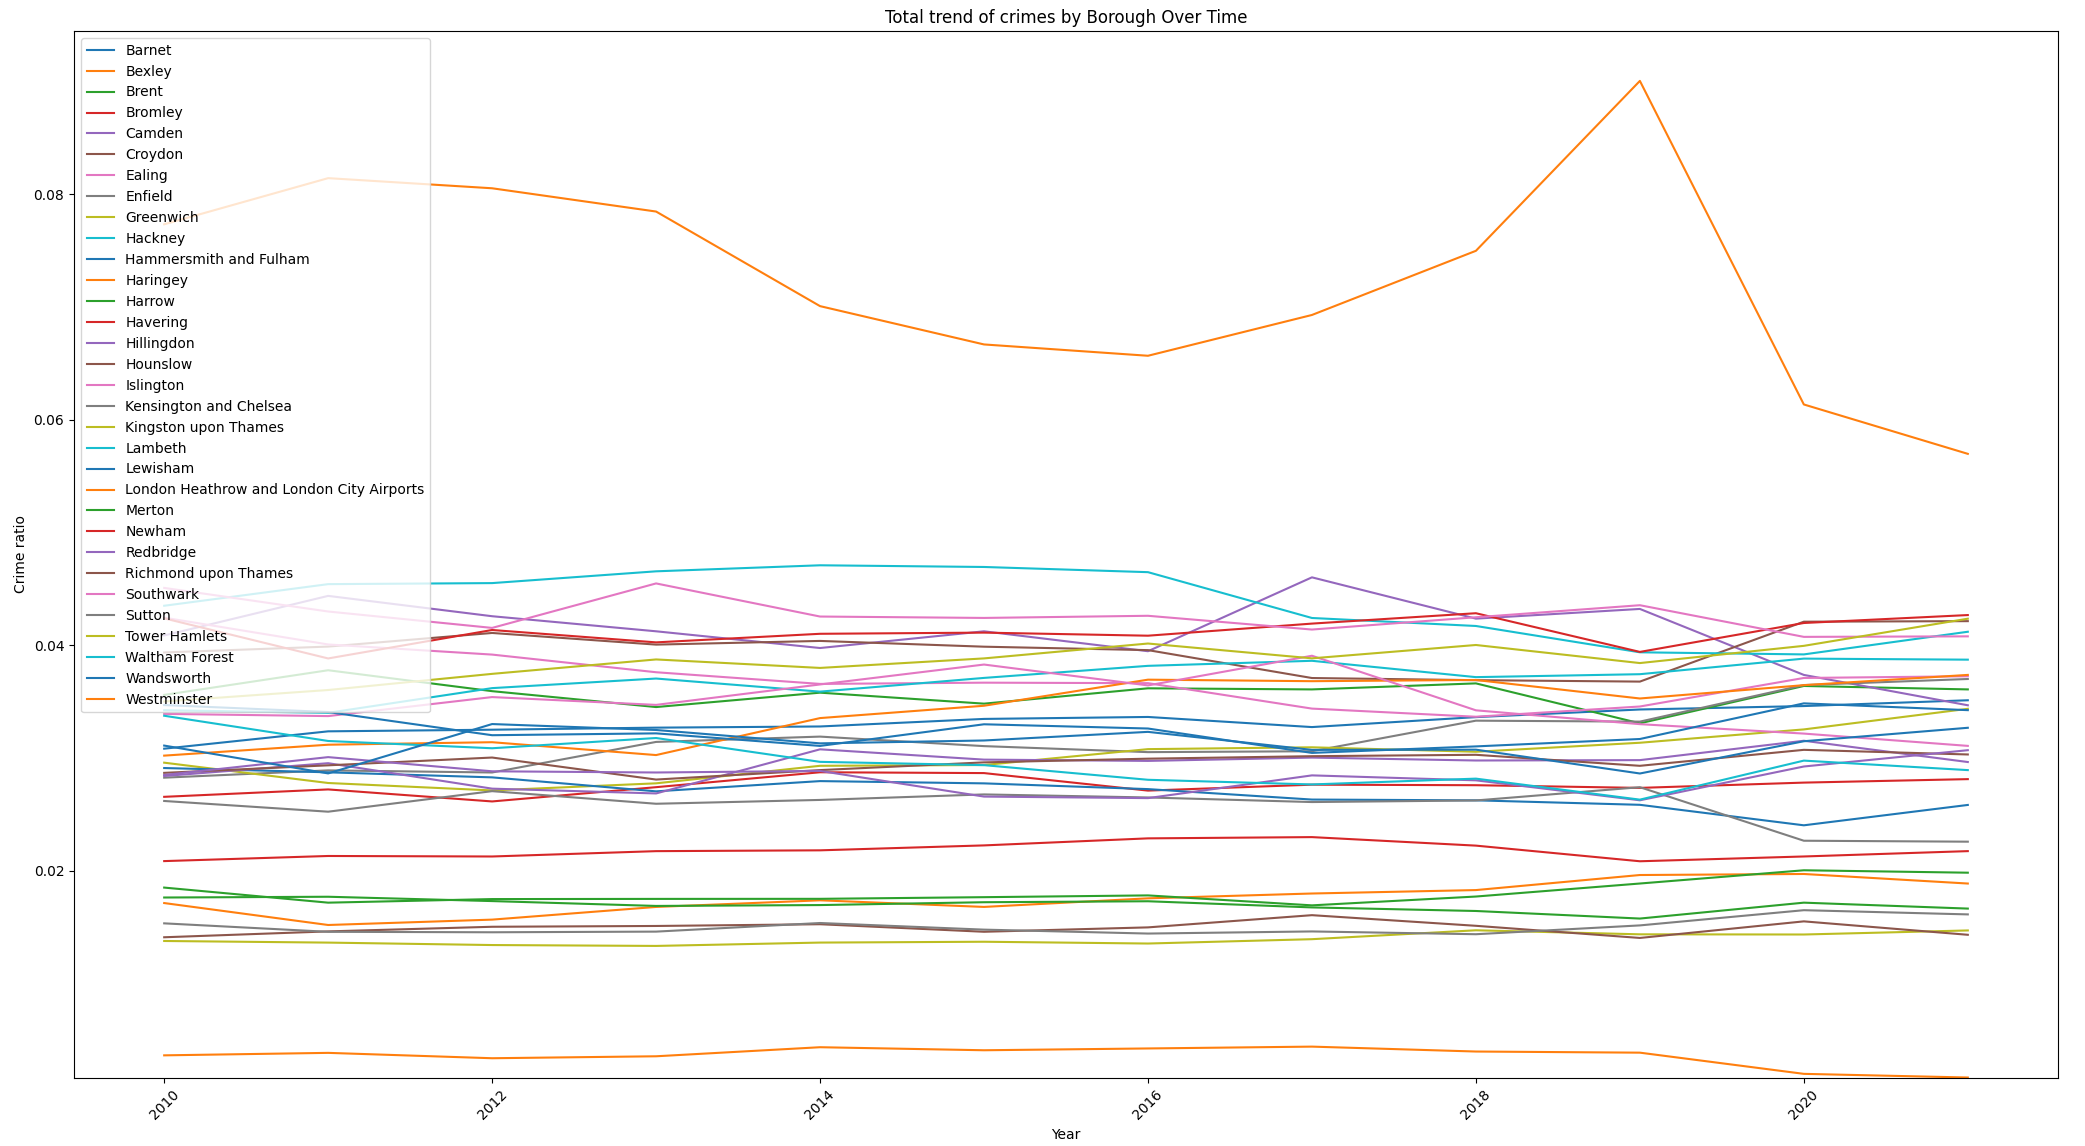 Total trend of crimes by Borough Over Time
Barnet
Bexley
Brent
Bromley
Camden
Croydon
Ealing
Enfield
Greenwich
Hackney
Hammersmith and Fulham
Haringey
Harrow
Havering
Hillingdon
Hounslow
Islington
Kensington and Chelsea
Kingston upon Thames
Lambeth
Lewisham
London Heathrow and London City Airports
Merton
Newham
Redbridge
Richmond upon Thames
Southwark
Sutton
Tower Hamlets
Waltham Forest
Wandsworth
Westminster
0.08
0.06
0.04
0.02
Crime ratio
2010
2012
2014
2016
2018
2020
Year